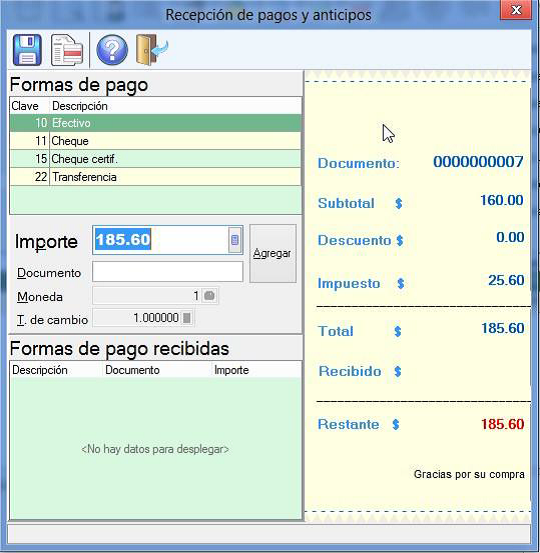 Recepción de pagos y anticipos
Formas de pago
Clave Descripción
10 Efectivo
11 Cheque
15 Cheque certif.
22 Transferencia
Importe 185.60
Agregar
Documento
Moneda 1
T. de cambio 1.000000
Formas de pago recibidas
Descripción Documento Importe
<No hay datos para desplegar>
Documento: 0000000007
Subtotal $ 160.00
Descuento $ 0.00
Impuesto $ 25.60
Total $ 185.60
Recibido $
Restante $ 185.60
Gracias por su compra